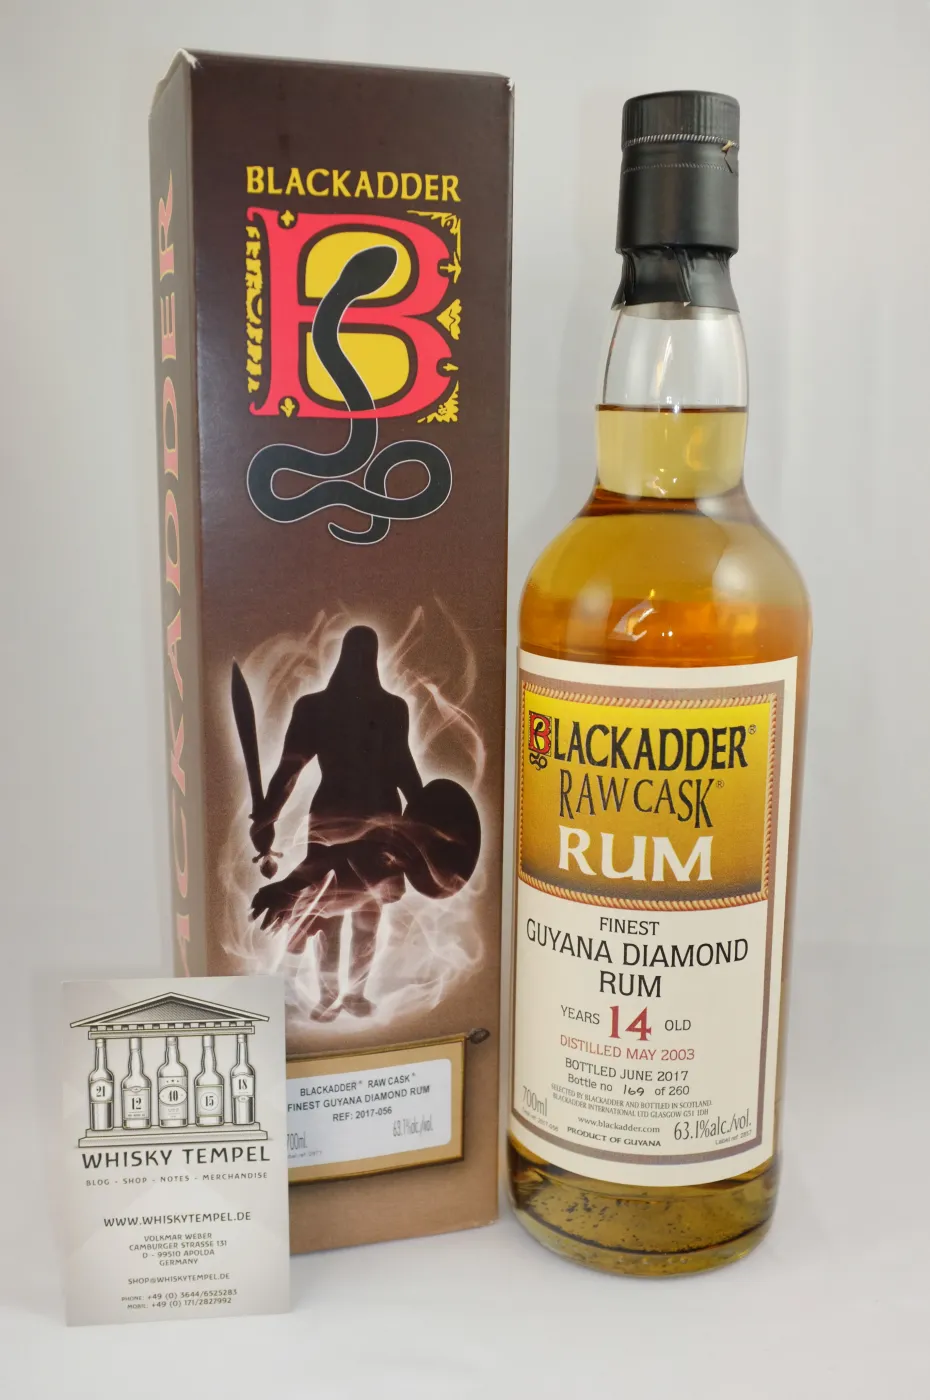 BLACKADDER
B
BLACKADDER
BLACKADDER® RAW CASK®
FINEST GUYANA DIAMOND RUM
REF: 2017-056
700ml
63.1%alc./vol.
BLACKADDER®
RAW CASK®
RUM
FINEST
GUYANA DIAMOND
RUM
YEARS 14 OLD
DISTILLED MAY 2003
BOTTLED JUNE 2017
Bottle no 169 of 260
SELECTED BY BLACKADDER AND BOTTLED IN SCOTLAND
BLACKADDER INTERNATIONAL LTD GLASGOW G51 1DH
www.blackadder.com
700ml
63.1%alc./vol.
PRODUCT OF GUYANA
21
12
40
15
18
WHISKY TEMPEL
BLOG - SHOP - NOTES - MERCHANDISE
WWW.WHISKYTEMPEL.DE
VOLKMAR WEBER
CAMBURGER STRASSE 131
D - 99510 APOLDA
GERMANY
SHOP@WHISKYTEMPEL.DE
PHONE: +49 (0) 3644/6525283
MOBIL: +49 (0) 171/2827992